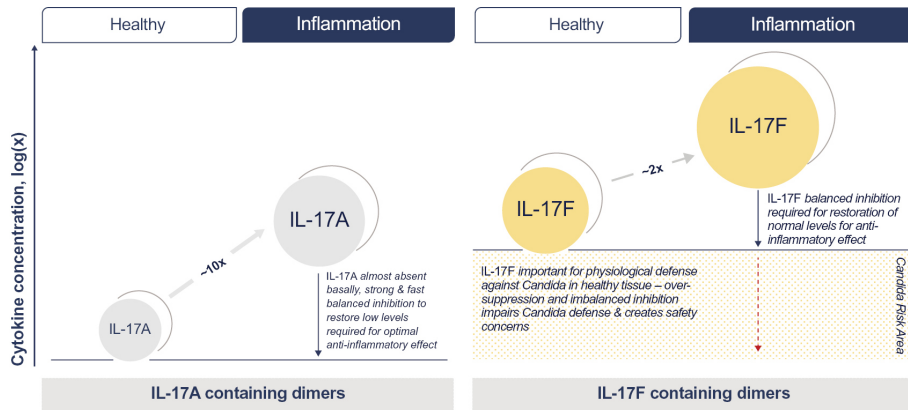 Healthy
Inflammation
Cytokine concentration, log(x)
IL-17A
~10x
IL-17A
IL-17A almost absent
basally, strong & fast
balanced inhibition to
restore low levels
required for optimal
anti-inflammatory effect
IL-17A containing dimers
Healthy
Inflammation
IL-17F
~2x
IL-17F
IL-17F balanced inhibition
required for restoration of
normal levels for anti-
inflammatory effect
IL-17F important for physiological defense
against Candida in healthy tissue – over-
suppression and imbalanced inhibition
impairs Candida defense & creates safety
concerns
Candida Risk Area
IL-17F containing dimers